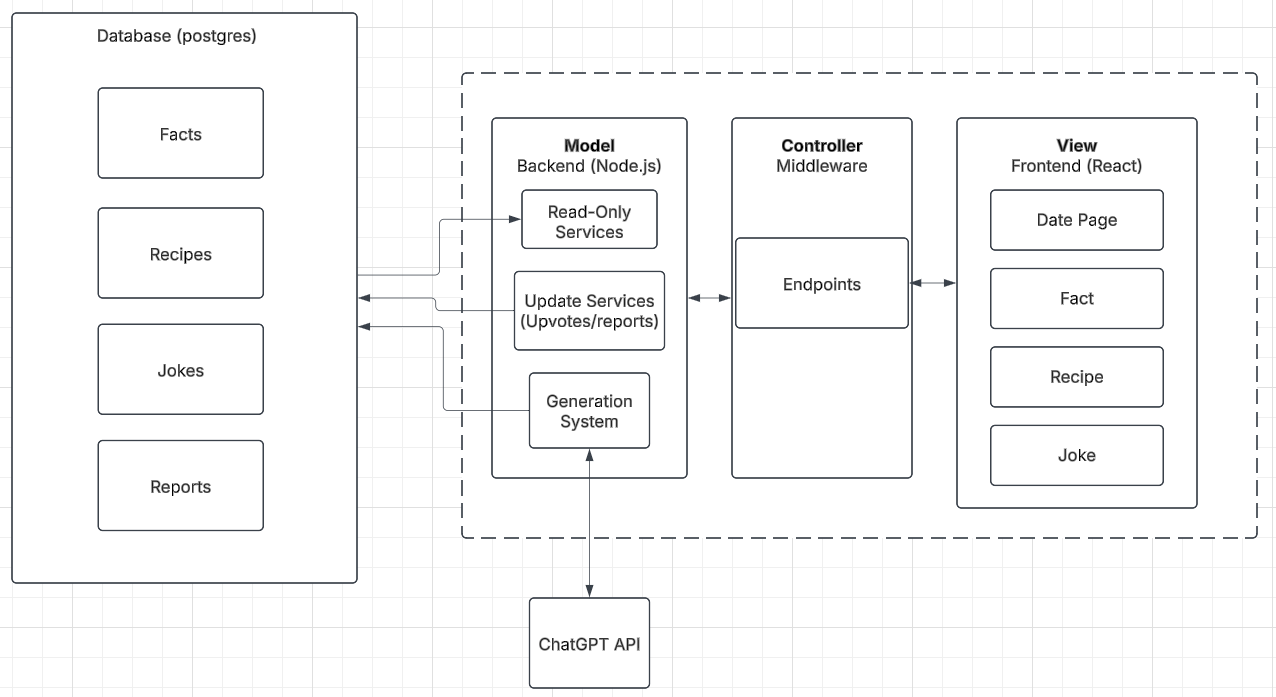 Database (postgres)
Facts
Recipes
Jokes
Reports
Model
Backend (Node.js)
Read-Only
Services
Update Services
(Upvotes/reports)
Generation
System
Controller
Middleware
Endpoints
View
Frontend (React)
Date Page
Fact
Recipe
Joke
ChatGPT API